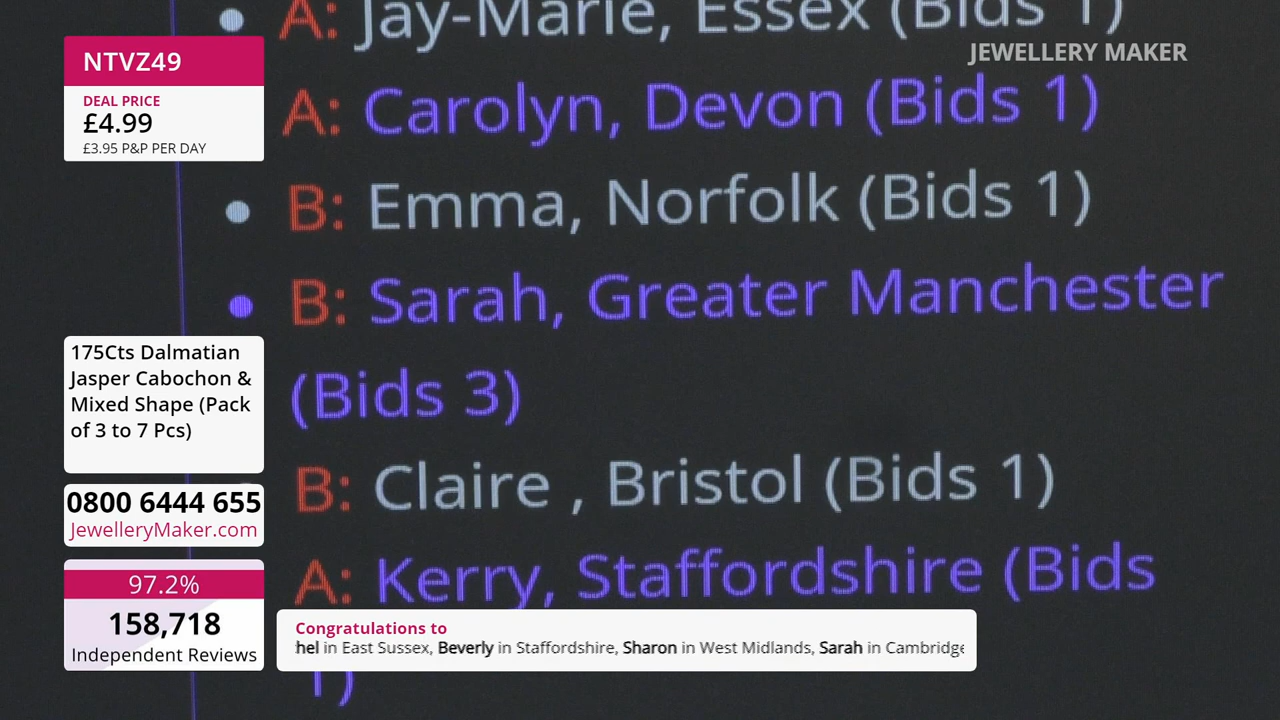 A: Jay-Marie, Essex (Bids 1)
JEWELLERY MAKER
NTVZ49
DEAL PRICE
£4.99
£3.95 P&P PER DAY
A: Carolyn, Devon (Bids 1)
B: Emma, Norfolk (Bids 1)
B: Sarah, Greater Manchester
(Bids 3)
175Cts Dalmatian
Jasper Cabochon &
Mixed Shape (Pack
of 3 to 7 Pcs)
B: Claire , Bristol (Bids 1)
0800 6444 655
JewelleryMaker.com
A: Kerry, Staffordshire (Bids
1)
97.2%
158,718
Independent Reviews
Congratulations to
hel in East Sussex, Beverly in Staffordshire, Sharon in West Midlands, Sarah in Cambridge